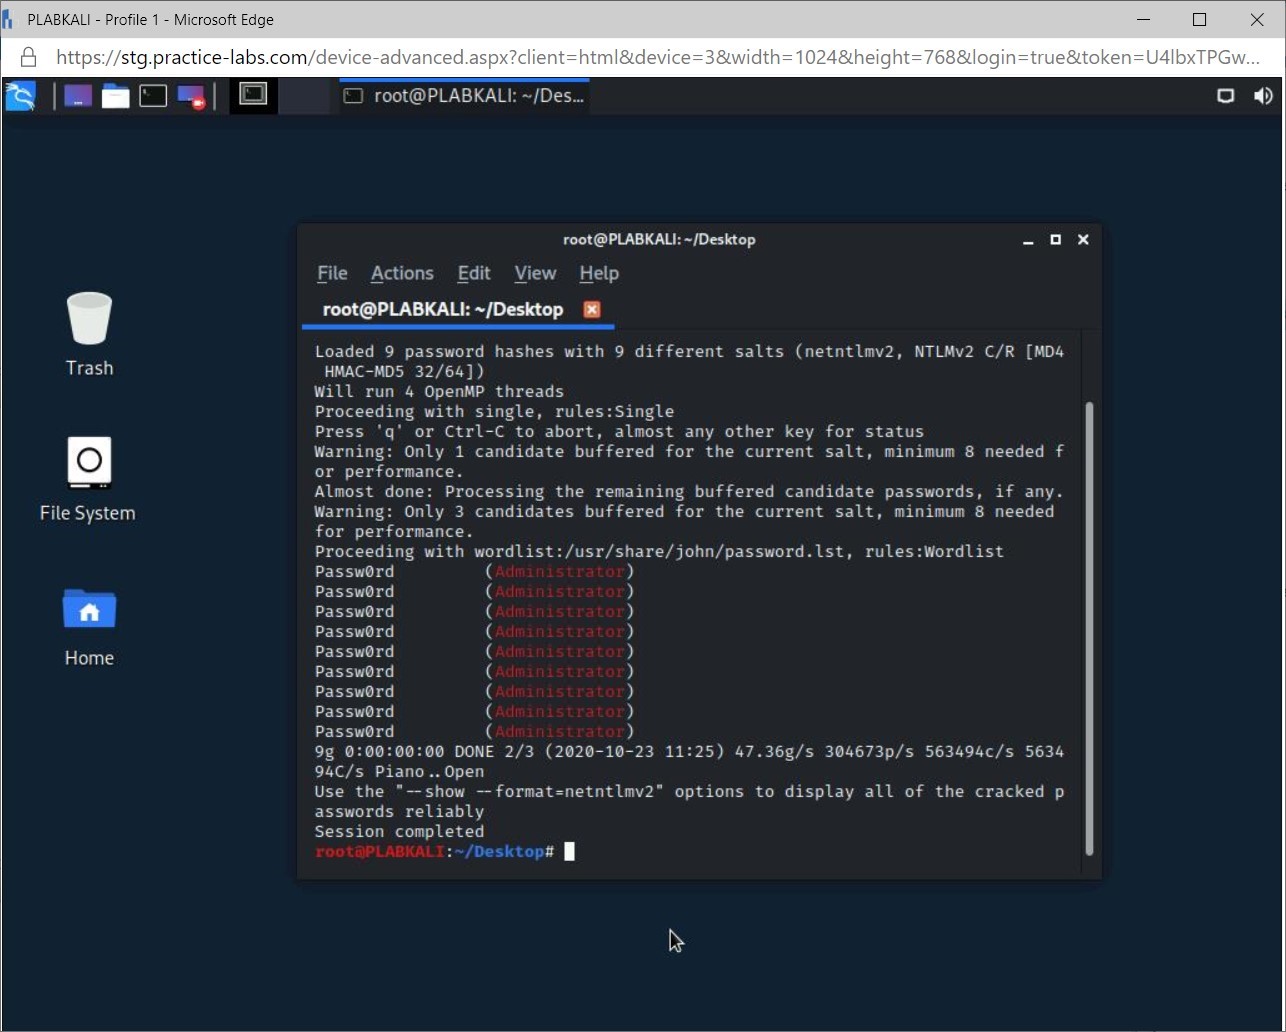 PLABKALI - Profile 1 - Microsoft Edge
https://stg.practice-labs.com/device-advanced.aspx?client=html&device=3&width=1024&height=768&login=true&token=U4lbxTPGw...
root@PLABKALI: ~/Des...
root@PLABKALI: ~/Desktop
File Actions Edit View Help
root@PLABKALI: ~/Desktop
Trash
File System
Home
Loaded 9 password hashes with 9 different salts (netntlmv2, NTLMv2 C/R [MD4
HMAC-MD5 32/64])
Will run 4 OpenMP threads
Proceeding with single, rules:Single
Press 'q' or Ctrl-C to abort, almost any other key for status
Warning: Only 1 candidate buffered for the current salt, minimum 8 needed f
or performance.
Almost done: Processing the remaining buffered candidate passwords, if any.
Warning: Only 3 candidates buffered for the current salt, minimum 8 needed
for performance.
Proceeding with wordlist:/usr/share/john/password.lst, rules:Wordlist
Passw0rd (Administrator)
Passw0rd (Administrator)
Passw0rd (Administrator)
Passw0rd (Administrator)
Passw0rd (Administrator)
Passw0rd (Administrator)
Passw0rd (Administrator)
Passw0rd (Administrator)
Passw0rd (Administrator)
9g 0:00:00:00 DONE 2/3 (2020-10-23 11:25) 47.36g/s 304673p/s 563494c/s 5634
94C/s Piano..Open
Use the "--show --format=netntlmv2" options to display all of the cracked p
asswords reliably
Session completed
root@PLABKALI:~/Desktop#